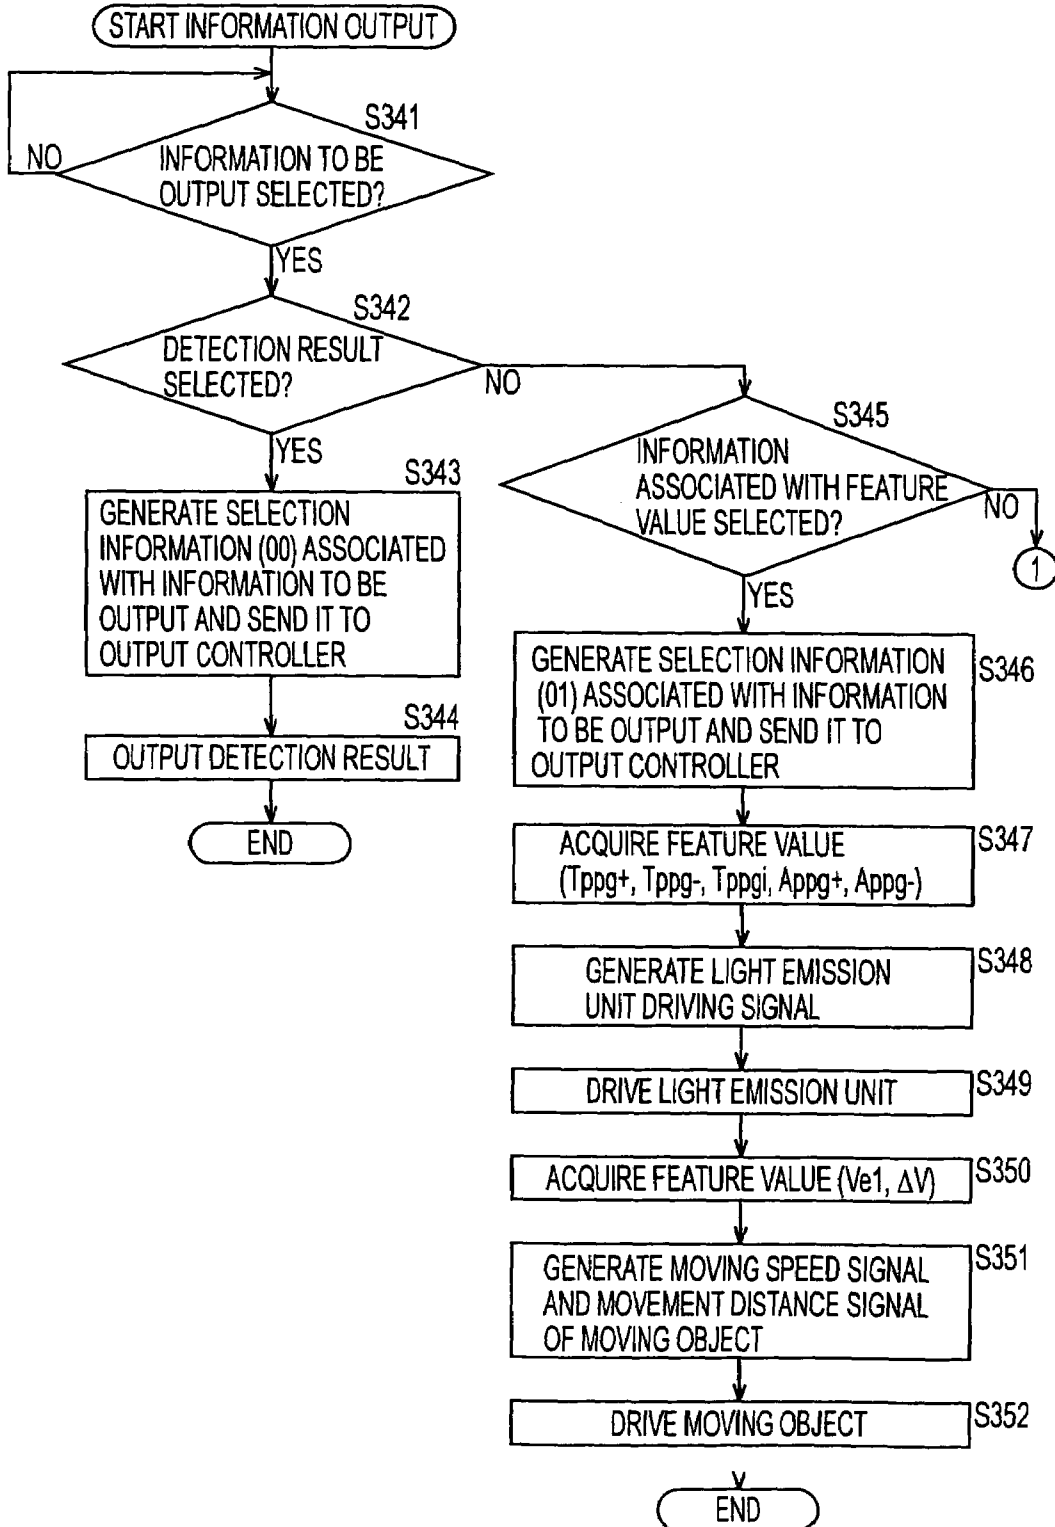 START INFORMATION OUTPUT
S341
NO
INFORMATION TO BE
OUTPUT SELECTED?
YES
S342
DETECTION RESULT
SELECTED?
NO
YES
S343
GENERATE SELECTION
INFORMATION (00) ASSOCIATED
WITH INFORMATION TO BE
OUTPUT AND SEND IT TO
OUTPUT CONTROLLER
S344
OUTPUT DETECTION RESULT
END
S345
INFORMATION
ASSOCIATED WITH FEATURE
VALUE SELECTED?
NO
1
YES
GENERATE SELECTION INFORMATION
(01) ASSOCIATED WITH INFORMATION
TO BE OUTPUT AND SEND IT TO
OUTPUT CONTROLLER
S346
ACQUIRE FEATURE VALUE
(Tppg+, Tppg-, Tppgi, Appg+, Appg-)
S347
GENERATE LIGHT EMISSION
UNIT DRIVING SIGNAL
S348
DRIVE LIGHT EMISSION UNIT
S349
ACQUIRE FEATURE VALUE (Ve1, ΔV)
S350
GENERATE MOVING SPEED SIGNAL
AND MOVEMENT DISTANCE SIGNAL
OF MOVING OBJECT
S351
DRIVE MOVING OBJECT
S352
END